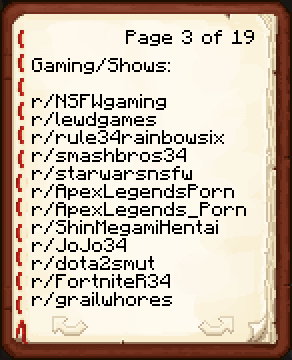 Page 3 of 19
Gaming/Shows:
r/NSFWgaming
r/lewdgames
r/rule34rainbowsix
r/smashbros34
r/starwarsnsfw
r/ApexLegendsPorn
r/ApexLegends_Porn
r/ShinMegamiHentai
r/JoJo34
r/dota2smut
r/FortniteR34
r/grailwhores